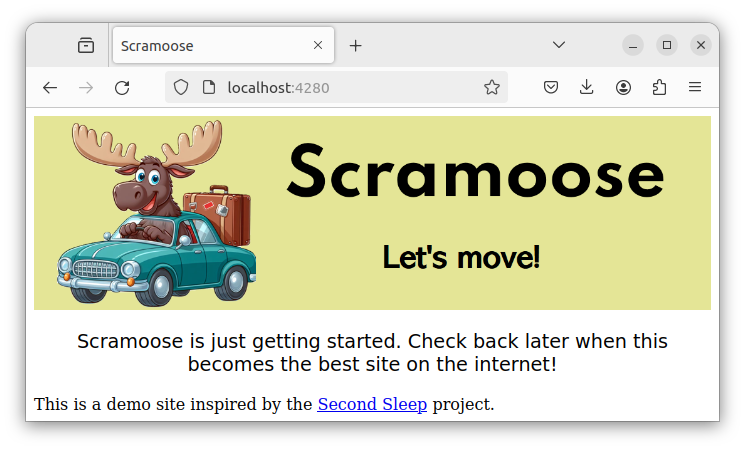 Scramoose
localhost:4280
Scramoose
Let's move!
Scramoose is just getting started. Check back later when this
becomes the best site on the internet!
This is a demo site inspired by the Second Sleep project.